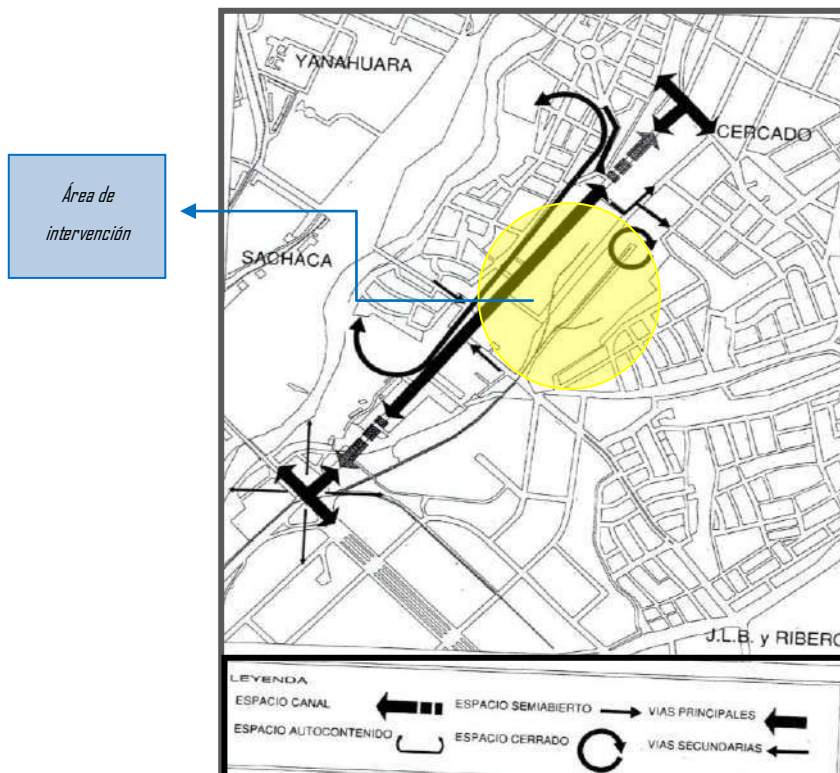 YANAHUARA
CERCADO
Área de
intervención
SACHACA
J.L.B. y RIBERO
LEYENDA
ESPACIO CANAL
ESPACIO SEMIABIERTO
VIAS PRINCIPALES
ESPACIO AUTOCONTENIDO
ESPACIO CERRADO
VIAS SECUNDARIAS